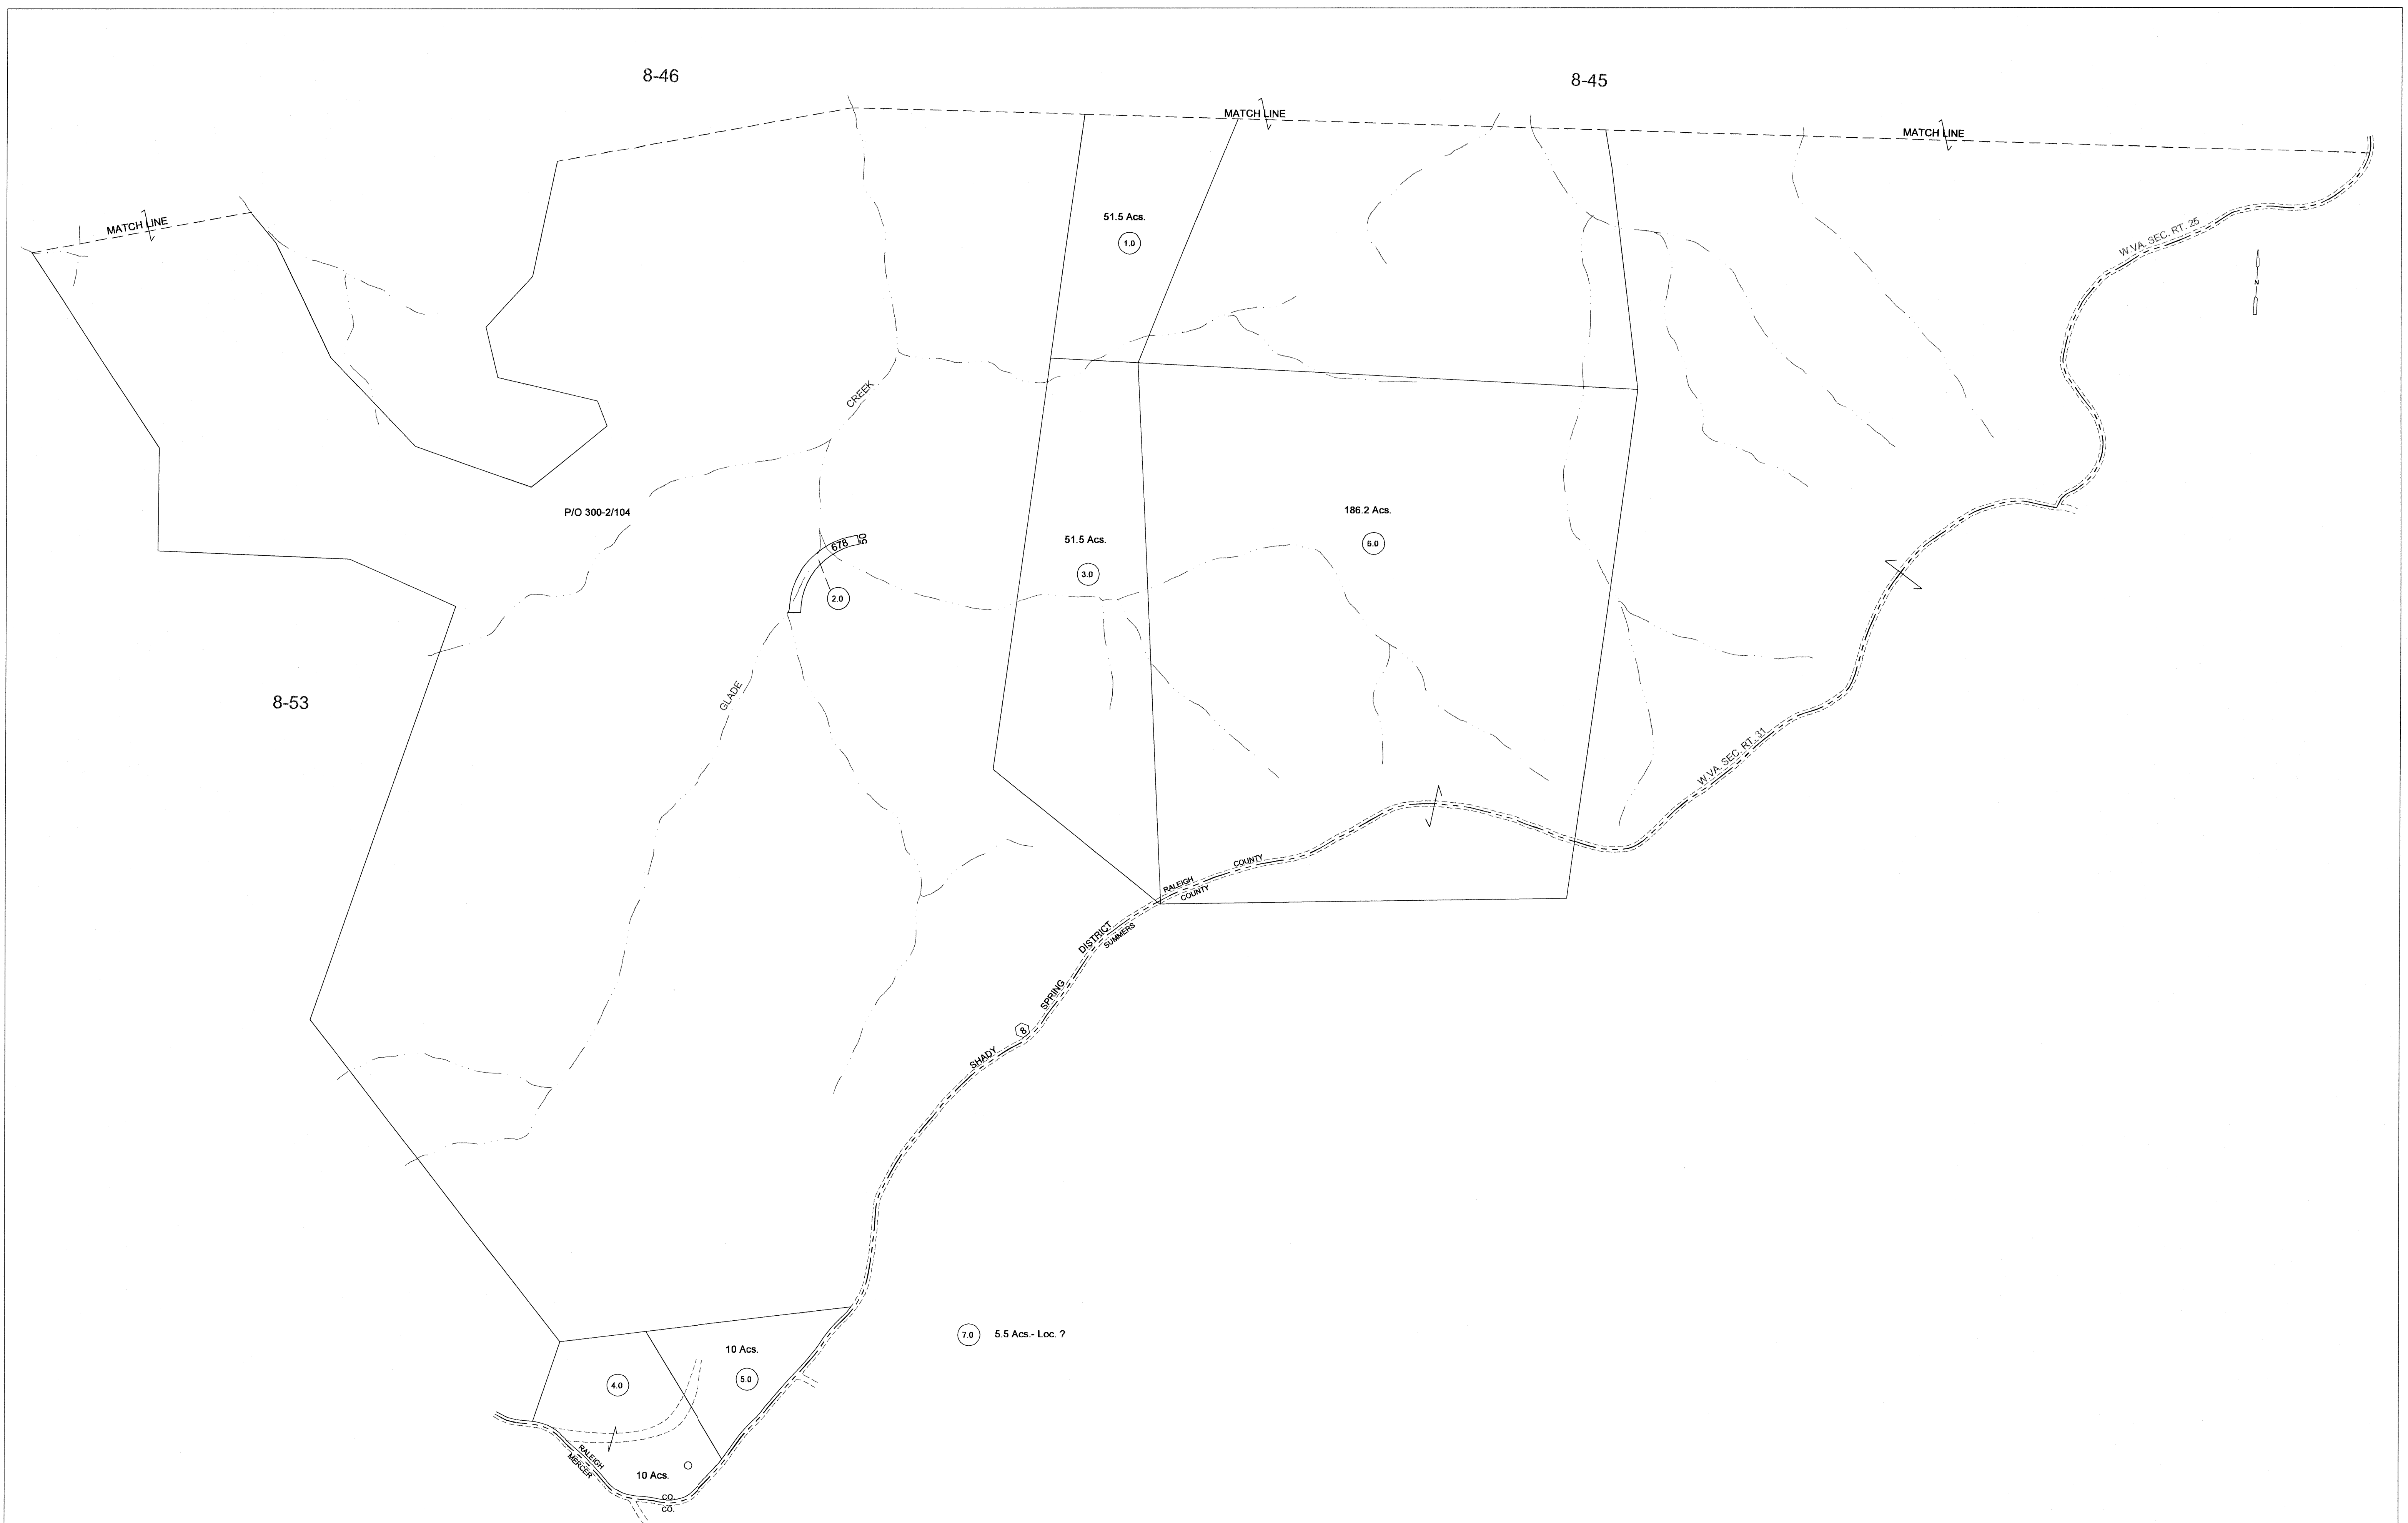 8-46
8-45
MATCH LINE
MATCH LINE
MATCH LINE
W.VA. SEC. RT. 25
51.5 Acs.
1.0
N
CREEK
P/O 300-2/104
186.2 Acs.
6.0
51.5 Acs.
3.0
678
50
2.0
8-53
GLADE
W.VA. SEC. RT. 31
RALEIGH COUNTY
SUMMERS COUNTY
SHADY SPRING DISTRICT
8
7.0 5.5 Acs.- Loc. ?
10 Acs.
5.0
4.0
10 Acs.
RALEIGH CO.
MERCER CO.